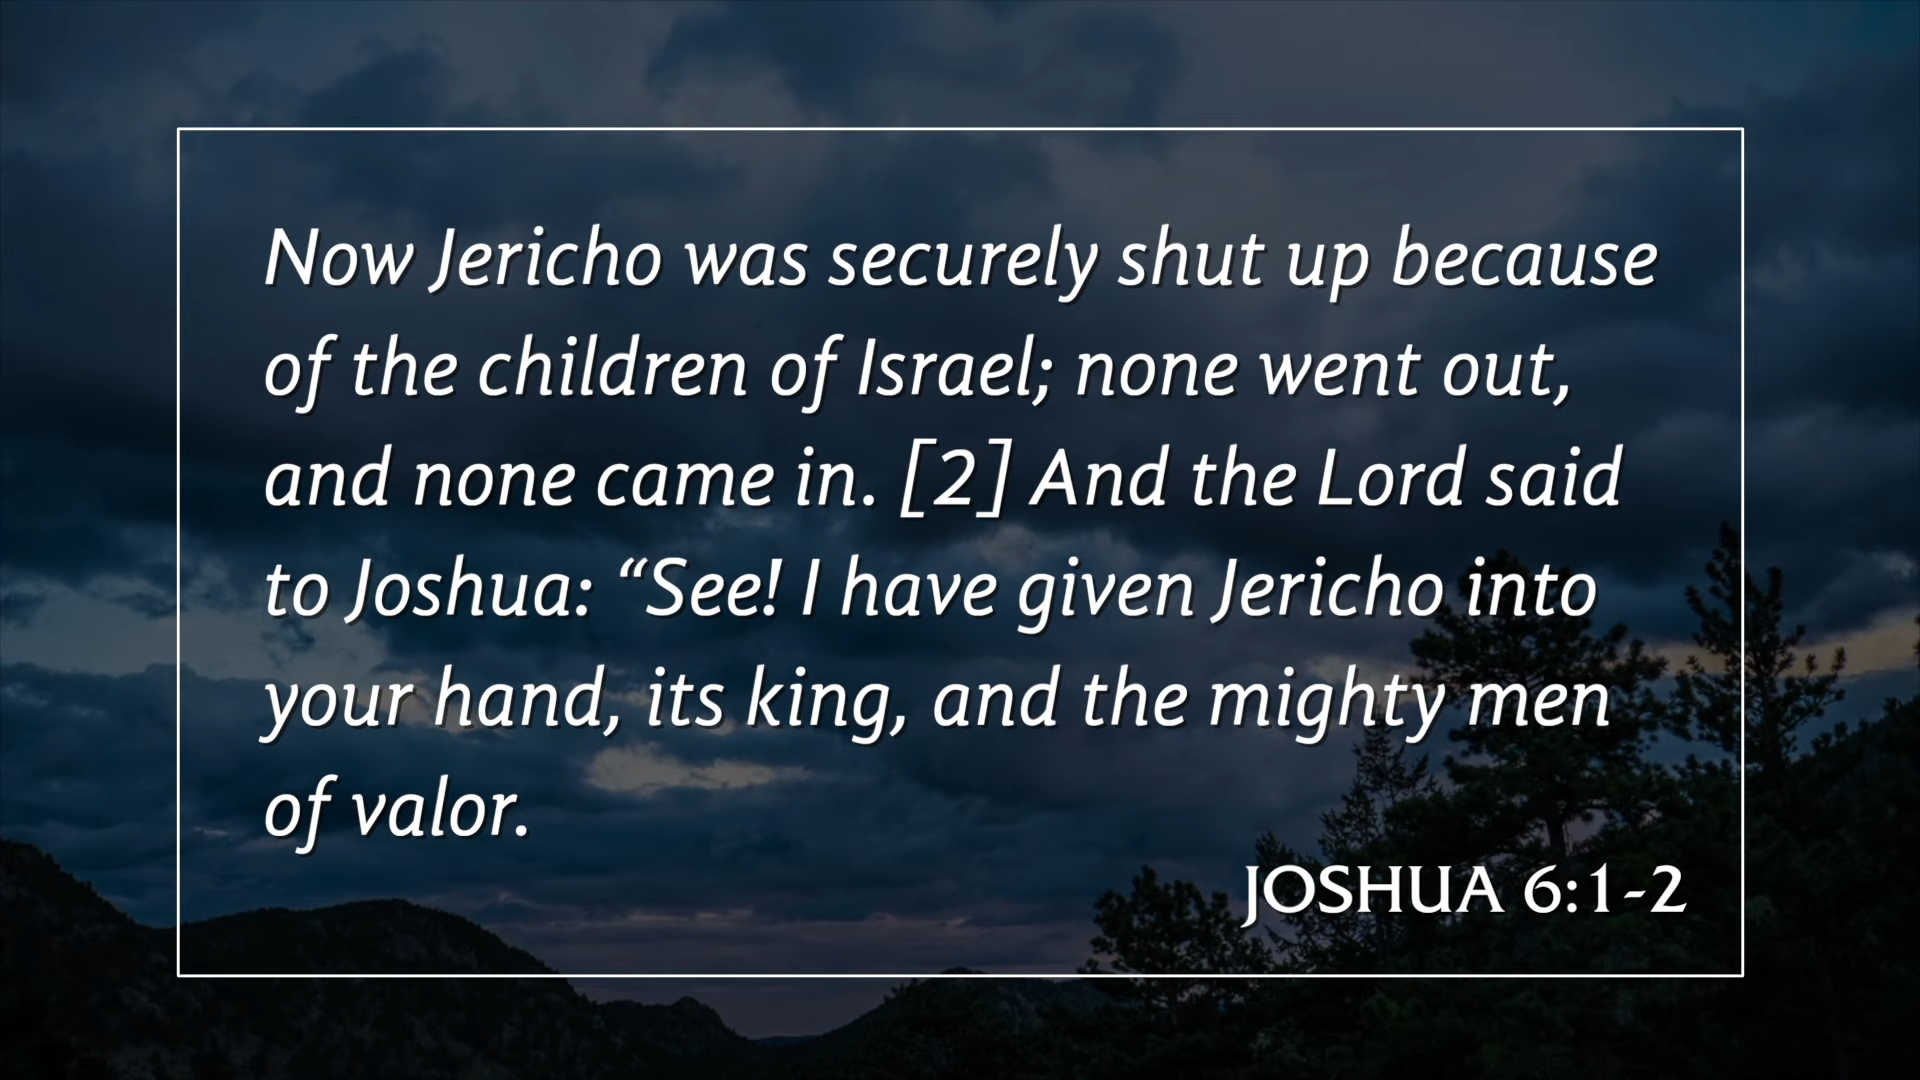 Now Jericho was securely shut up because
of the children of Israel; none went out,
and none came in. [2] And the Lord said
to Joshua: “See! I have given Jericho into
your hand, its king, and the mighty men
of valor.
JOSHUA 6:1-2